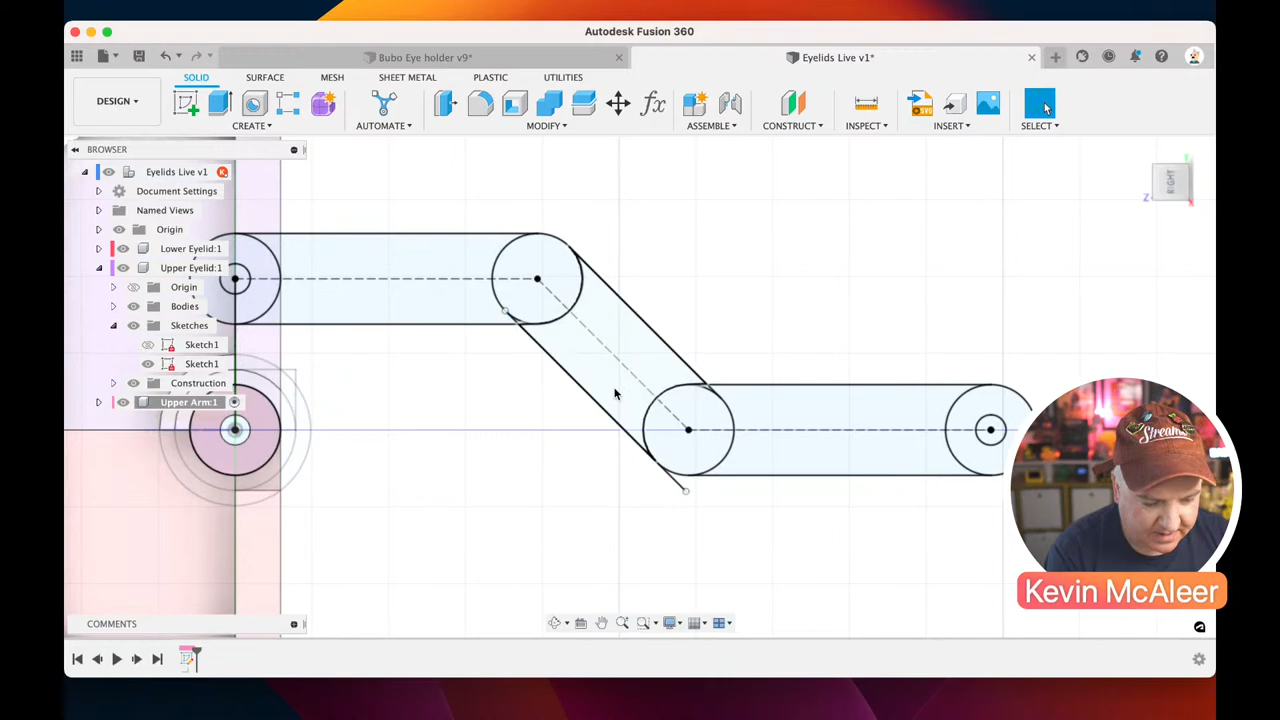 Autodesk Fusion 360
Bubo Eye holder v9*
Eyelids Live v1*
SOLID SURFACE MESH SHEET METAL PLASTIC UTILITIES
DESIGN
CREATE AUTOMATE MODIFY ASSEMBLE CONSTRUCT INSPECT INSERT SELECT
BROWSER
Eyelids Live v1
K
Document Settings
Named Views
Origin
Lower Eyelid:1
Upper Eyelid:1
Origin
Bodies
Sketches
Sketch1
Sketch1
Construction
Upper Arm:1
RIGHT
Z
Streams
Kevin McAleer
COMMENTS